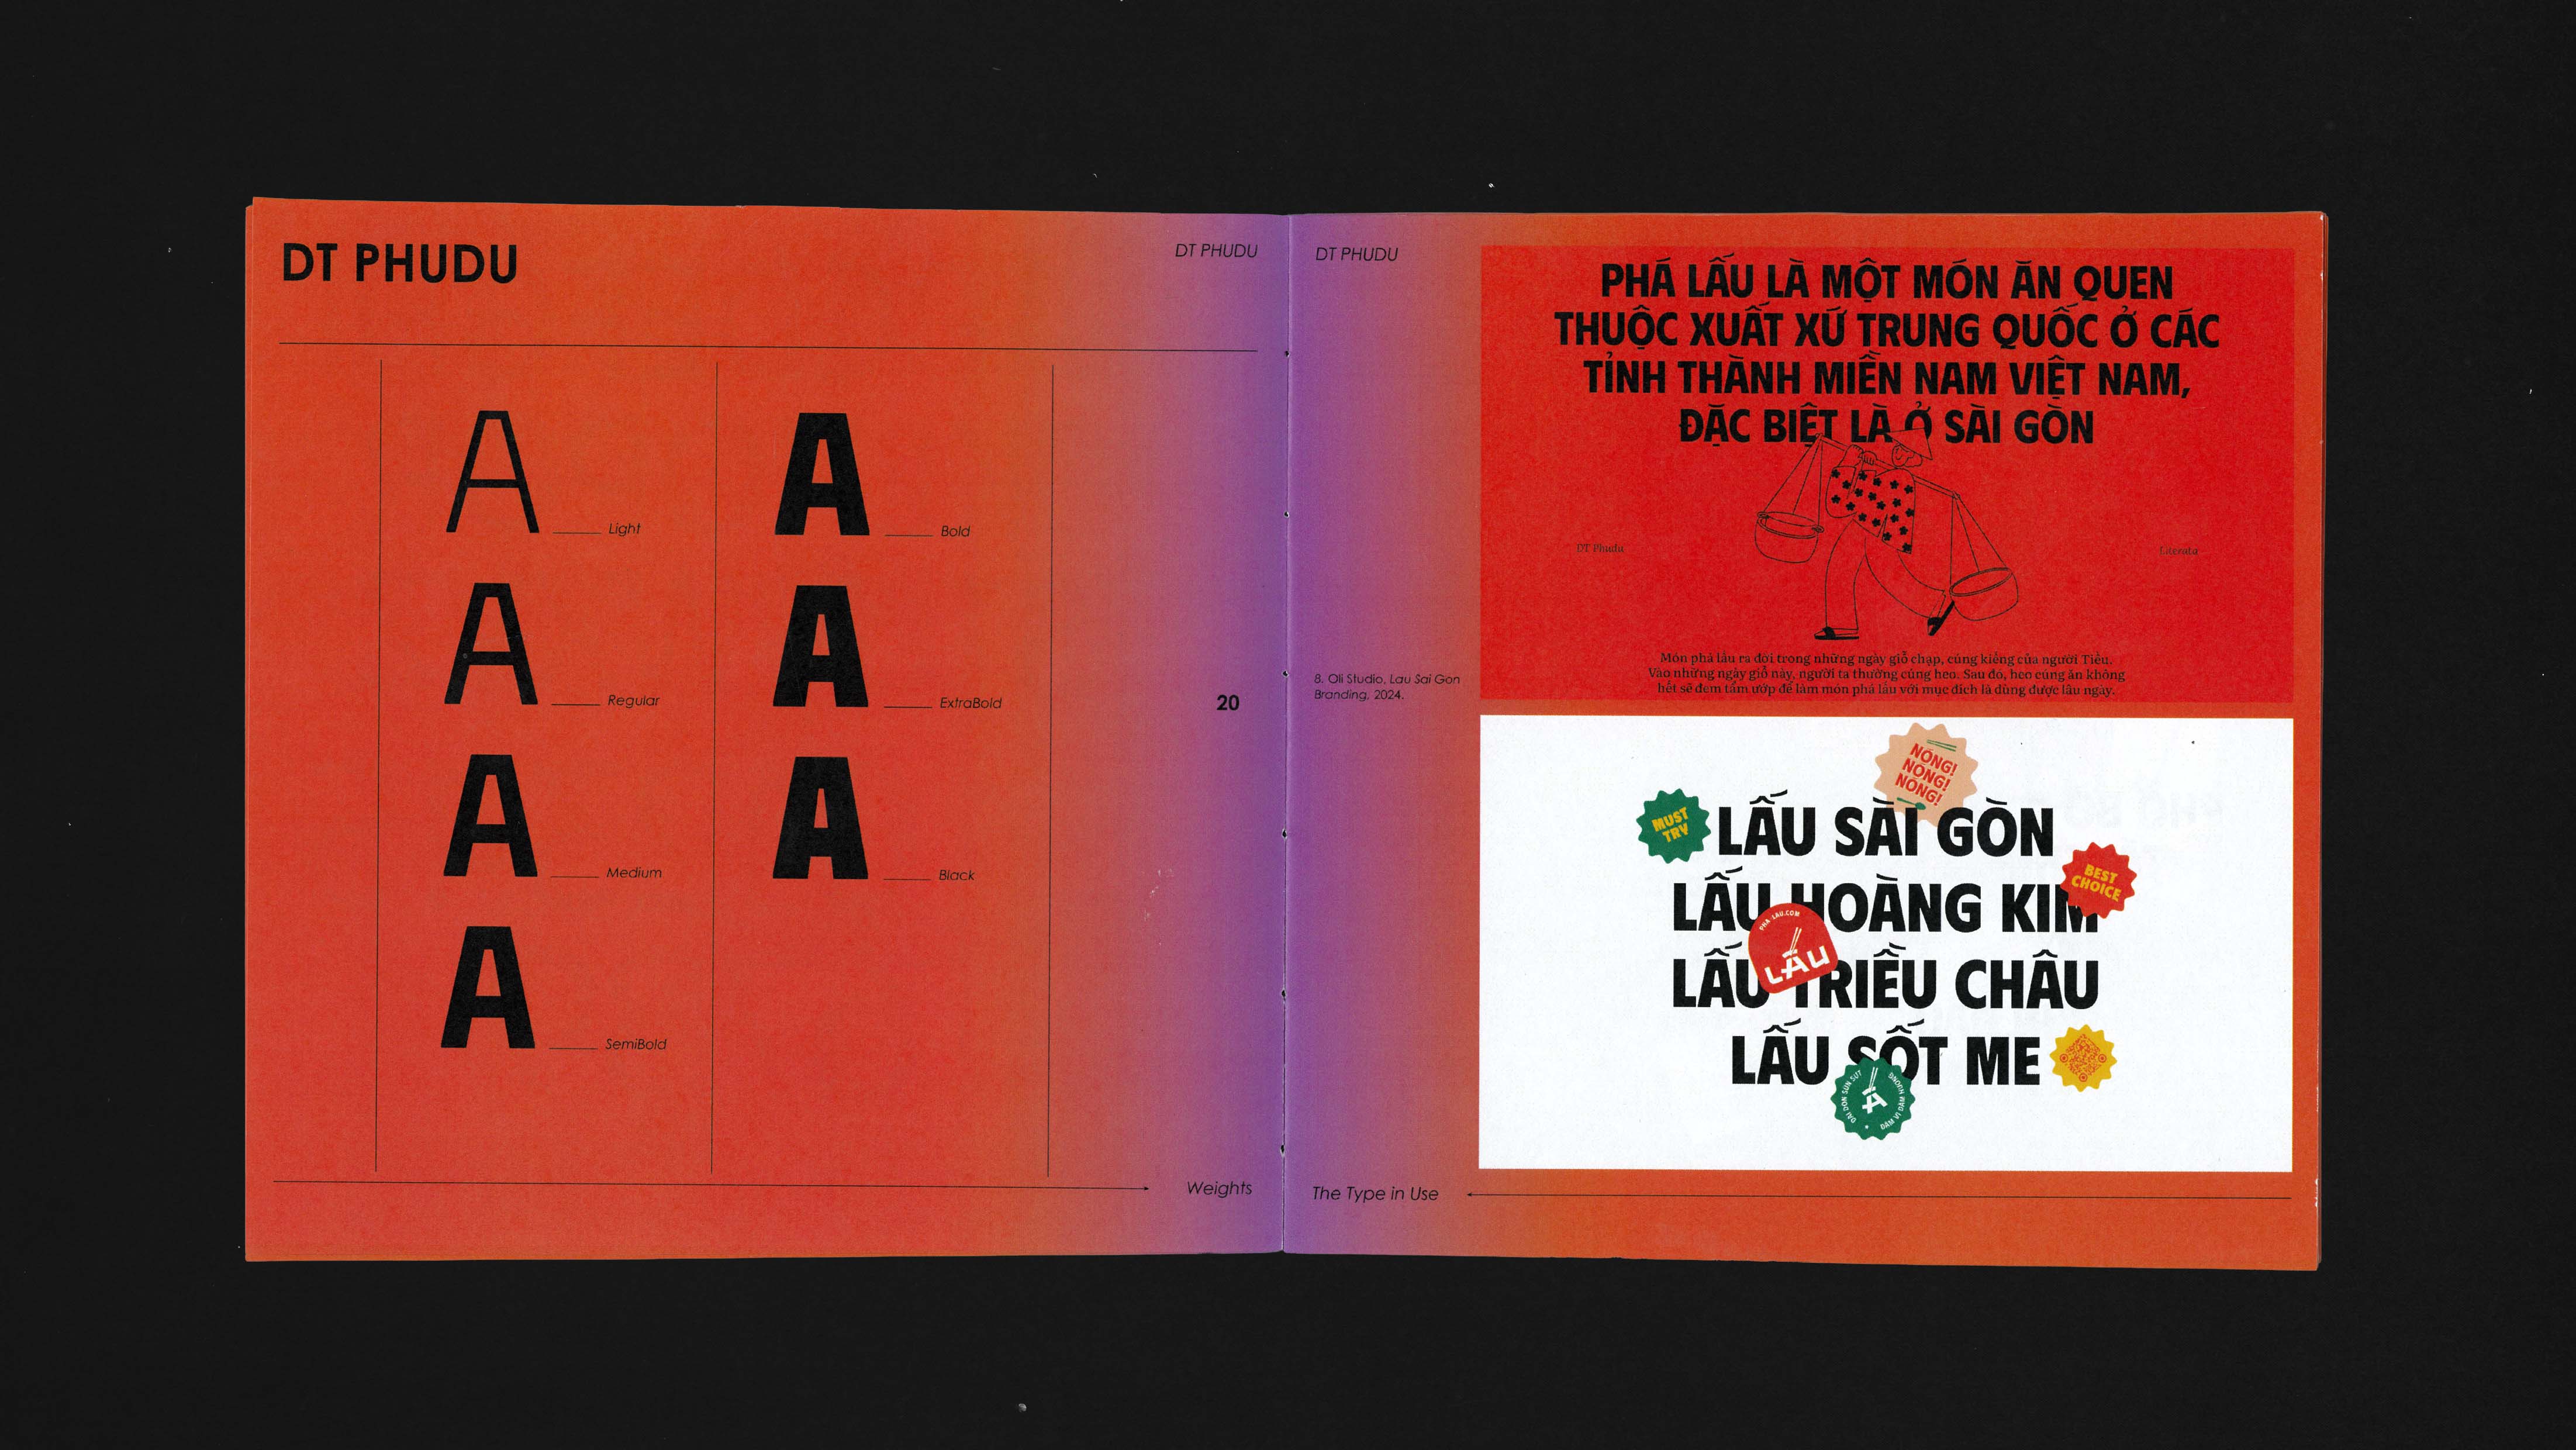 DT PHUDU
DT PHUDU
A Light
A Regular
A Medium
A SemiBold
A Bold
A ExtraBold
A Black
20
Weights
DT PHUDU
PHÁ LẤU LÀ MỘT MÓN ĂN QUEN
THUỘC XUẤT XỨ TRUNG QUỐC Ở CÁC
TỈNH THÀNH MIỀN NAM VIỆT NAM,
ĐẶC BIỆT LÀ Ở SÀI GÒN
DT Phudu
Literata
Món phá lấu ra đời trong những ngày giỗ chạp, cúng kiếng của người Tiều.
Vào những ngày giỗ này, người ta thường cúng heo. Sau đó, heo cúng ăn không
hết sẽ đem tẩm ướp để làm món phá lấu với mục đích là dùng được lâu ngày.
8. Oli Studio, Lau Sai Gon
Branding, 2024.
NÓNG!
NÓNG!
NÓNG!
MUST
TRY
LẤU SÀI GÒN
BEST
CHOICE
LẤU HOÀNG KIM
PHA-LAU.COM
LẤU
LẤU TRIỀU CHÂU
LẤU SỐT ME
Ấ
The Type in Use